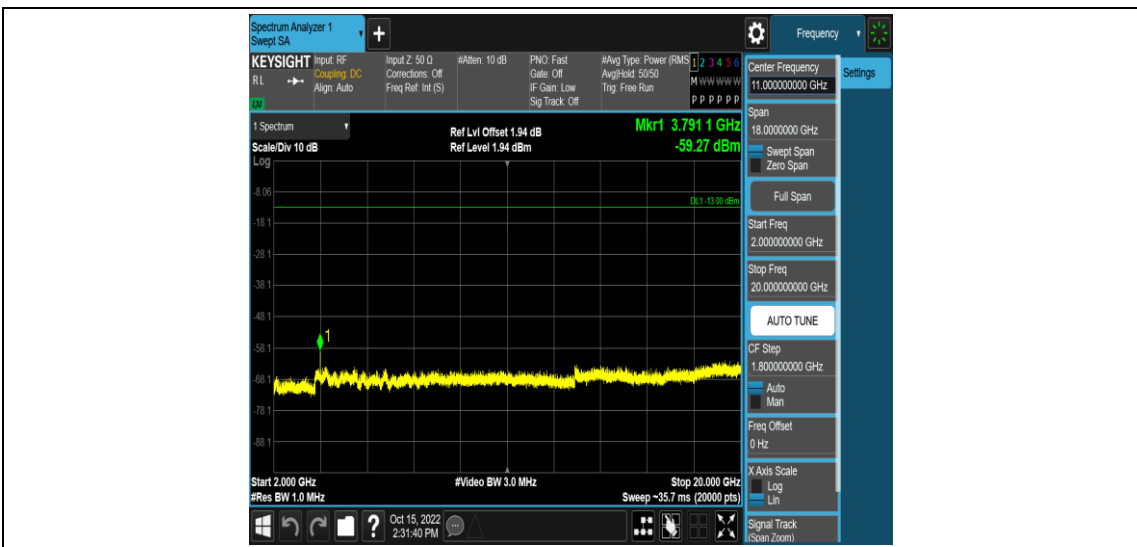 Spectrum Analyzer 1
Swept SA
+
Frequency
KEYSIGHT
RL
LV
Input: RF
Coupling: DC
Align: Auto
Input Z: 50 Ω
Corrections: Off
Freq Ref: Int (S)
#Atten: 10 dB
PNO: Fast
Gate: Off
IF Gain: Low
Sig Track: Off
#Avg Type: Power (RMS
Avg|Hold: 50/50
Trig: Free Run
1 2 3 4 5 6
M W W W W W
P P P P P P
1 Spectrum
Scale/Div 10 dB
Log
Ref Lvl Offset 1.94 dB
Ref Level 1.94 dBm
Mkr1 3.791 1 GHz
-59.27 dBm
-8.06
DL1 -13.00 dBm
-18.1
-28.1
-38.1
-48.1
1
-58.1
-68.1
-78.1
-88.1
Start 2.000 GHz
#Res BW 1.0 MHz
#Video BW 3.0 MHz
Stop 20.000 GHz
Sweep ~35.7 ms (20000 pts)
?
Oct 15, 2022
2:31:40 PM
Center Frequency
11.000000000 GHz
Settings
Span
18.0000000 GHz
Swept Span
Zero Span
Full Span
Start Freq
2.000000000 GHz
Stop Freq
20.000000000 GHz
AUTO TUNE
CF Step
1.800000000 GHz
Auto
Man
Freq Offset
0 Hz
X Axis Scale
Log
Lin
Signal Track
(Span Zoom)